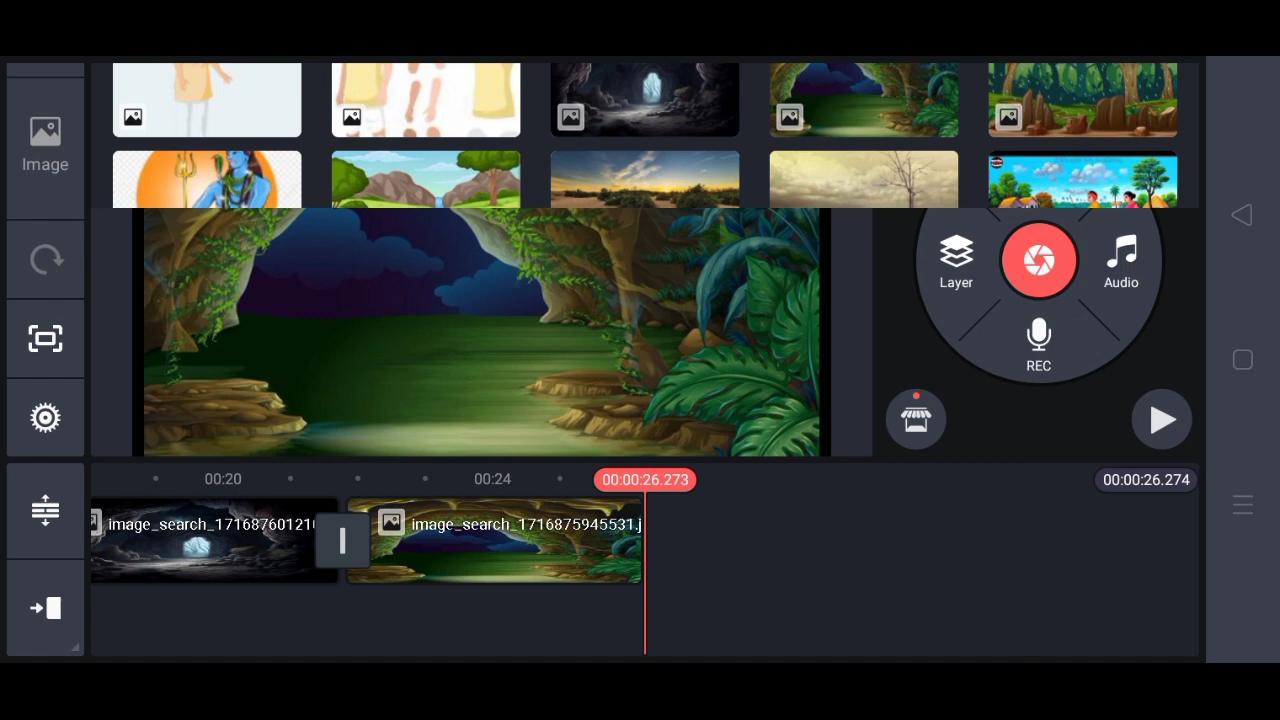 Image
Layer
Audio
REC
00:20
00:24
00:00:26.273
00:00:26.274
image_search_171687601210
image_search_1716875945531.j